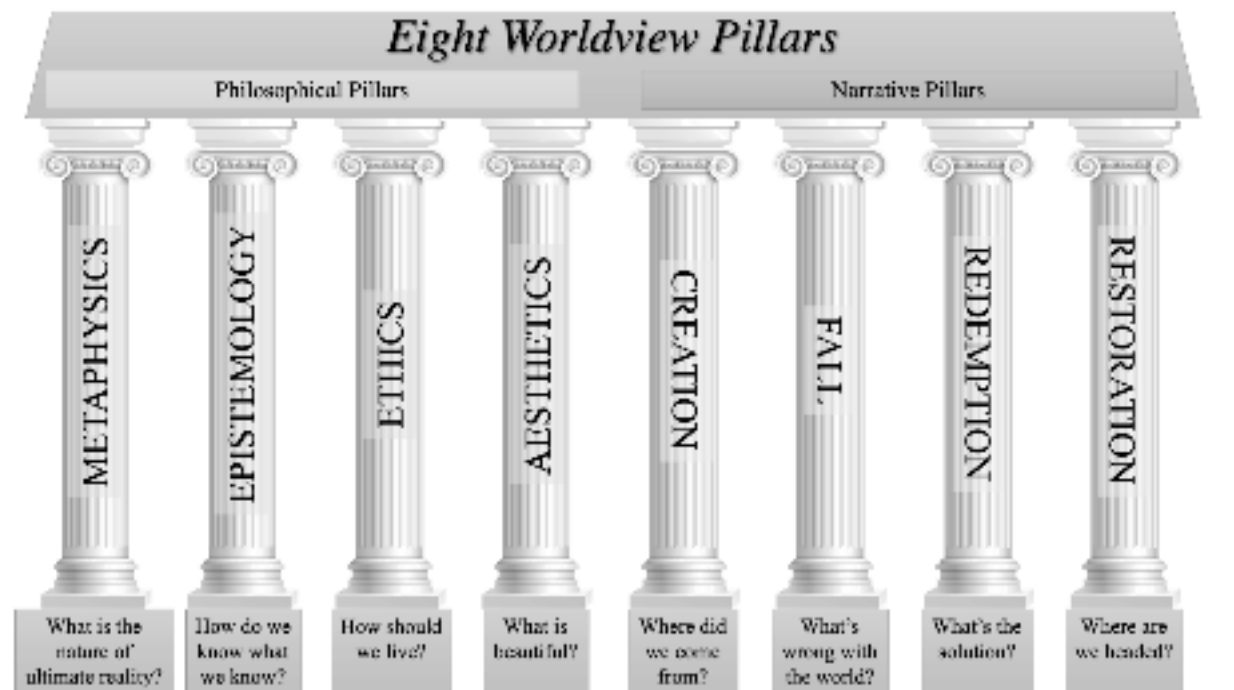 Eight Worldview Pillars
Philosophical Pillars
Narrative Pillars
METAPHYSICS
EPISTEMOLOGY
ETHICS
AESTHETICS
CREATION
FALL
REDEMPTION
RESTORATION
What is the
nature of
ultimate reality?
How do we
know what
we know?
How should
we live?
What is
beautiful?
Where did
we come
from?
What's
wrong with
the world?
What's the
solution?
Where are
we headed?